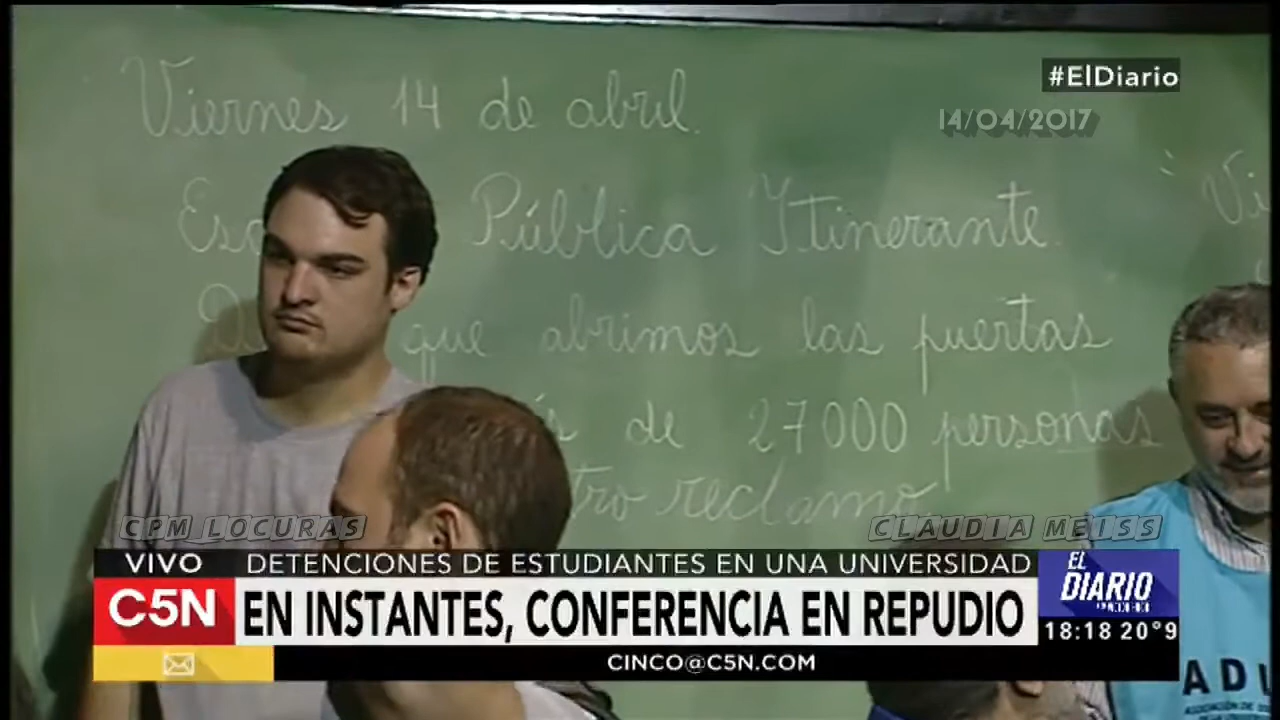 Viernes 14 de abril.
#ElDiario
14/04/2017
Pública Itinerante.
que abrimos las puertas
de 27000 personas
reclamo.
CPM LOCURAS
CLAUDIA MEISS
VIVO
DETENCIONES DE ESTUDIANTES EN UNA UNIVERSIDAD
C5N
EN INSTANTES, CONFERENCIA EN REPUDIO
EL
DIARIO
18:18 20°9
CINCO@C5N.COM
ADU